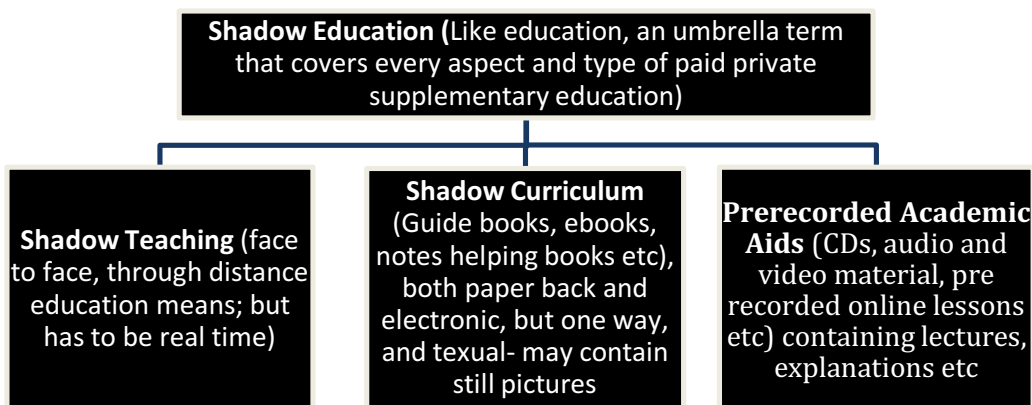 Shadow Education (Like education, an umbrella term
that covers every aspect and type of paid private
supplementary education)
Shadow Teaching (face
to face, through distance
education means; but
has to be real time)
Shadow Curriculum
(Guide books, ebooks,
notes helping books etc),
both paper back and
electronic, but one way,
and texual- may contain
still pictures
Prerecorded Academic
Aids (CDs, audio and
video material, pre
recorded online lessons
etc) containing lectures,
explanations etc